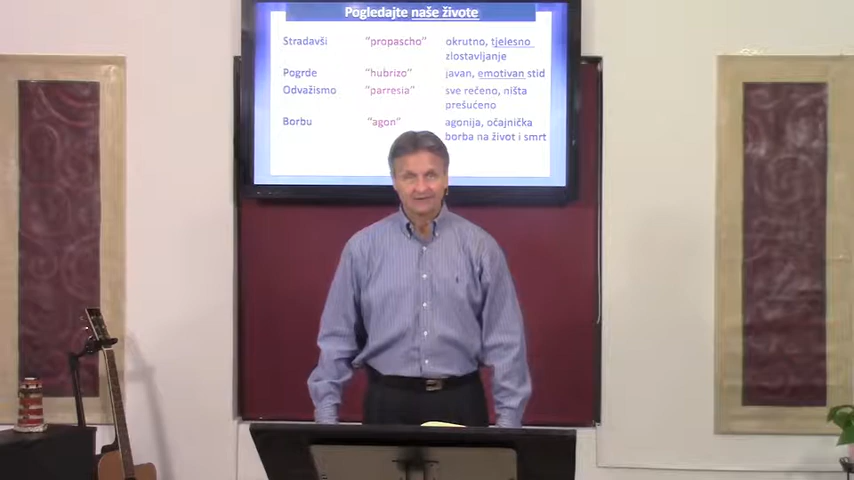 Pogledajte naše živote
Stradavši "propascho" okrutno, tjelesno
zlostavljanje
Pogrde "hubrizo" javan, emotivan stid
Odvažismo "parresia" sve rečeno, ništa
prešućeno
Borbu "agon" agonija, očajnička
borba na život i smrt